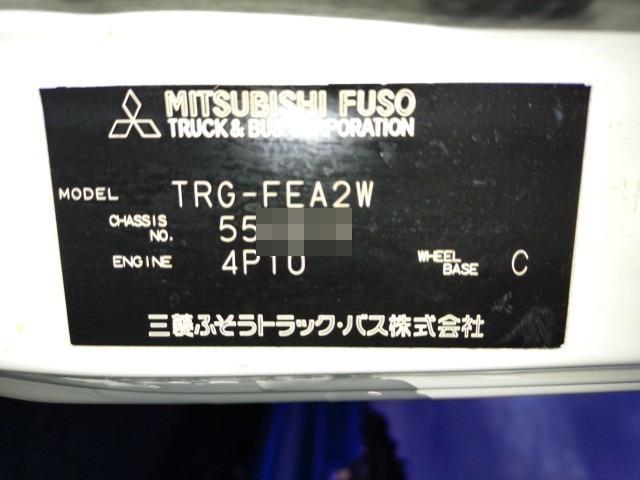 MITSUBISHI FUSO
TRUCK & BUS CORPORATION
MODEL TRG-FEA2W
CHASSIS NO. 55
ENGINE 4P10 WHEEL BASE C
三菱ふそうトラック・バス株式会社